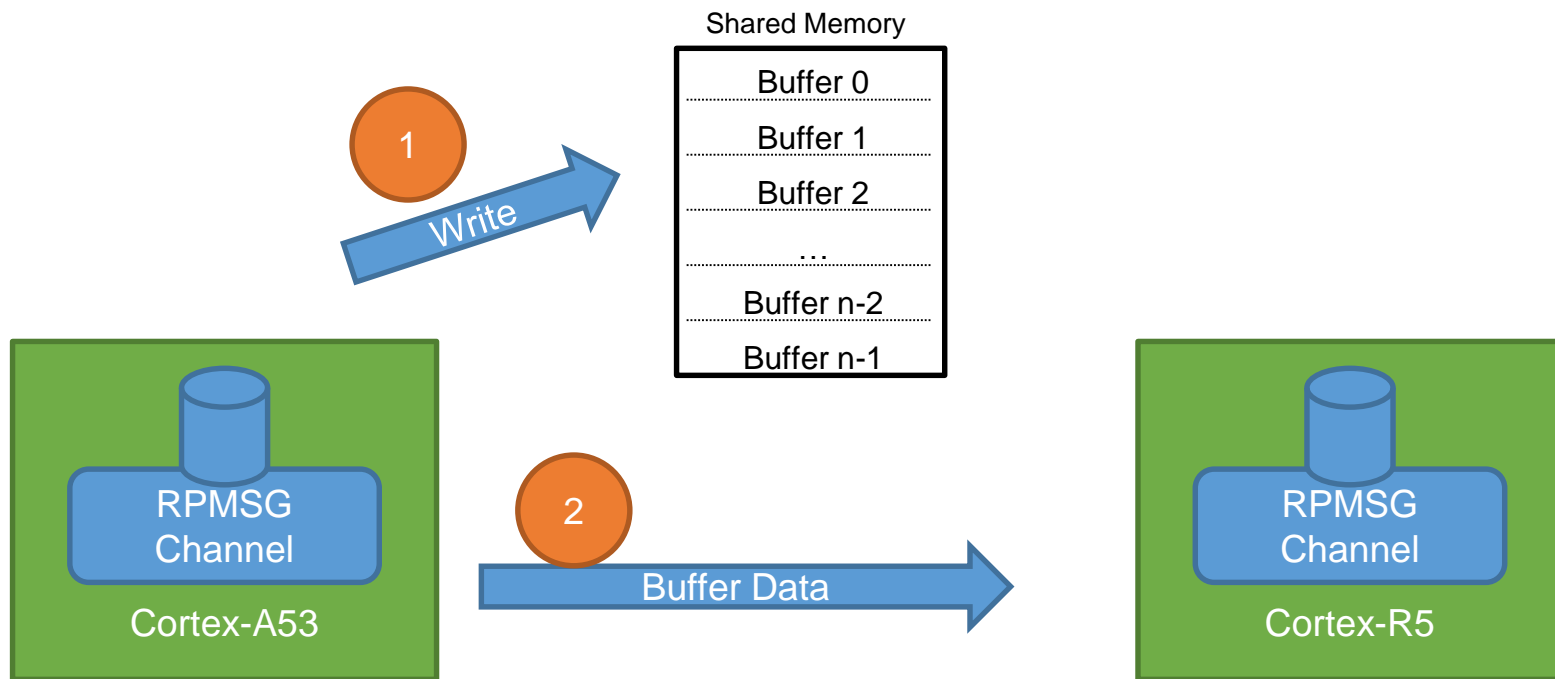 Shared Memory
Buffer 0
1
Buffer 1
Buffer 2
Write
…
Buffer n-2
Buffer n-1
RPMSG
Channel
Cortex-A53
2
Buffer Data
RPMSG
Channel
Cortex-R5